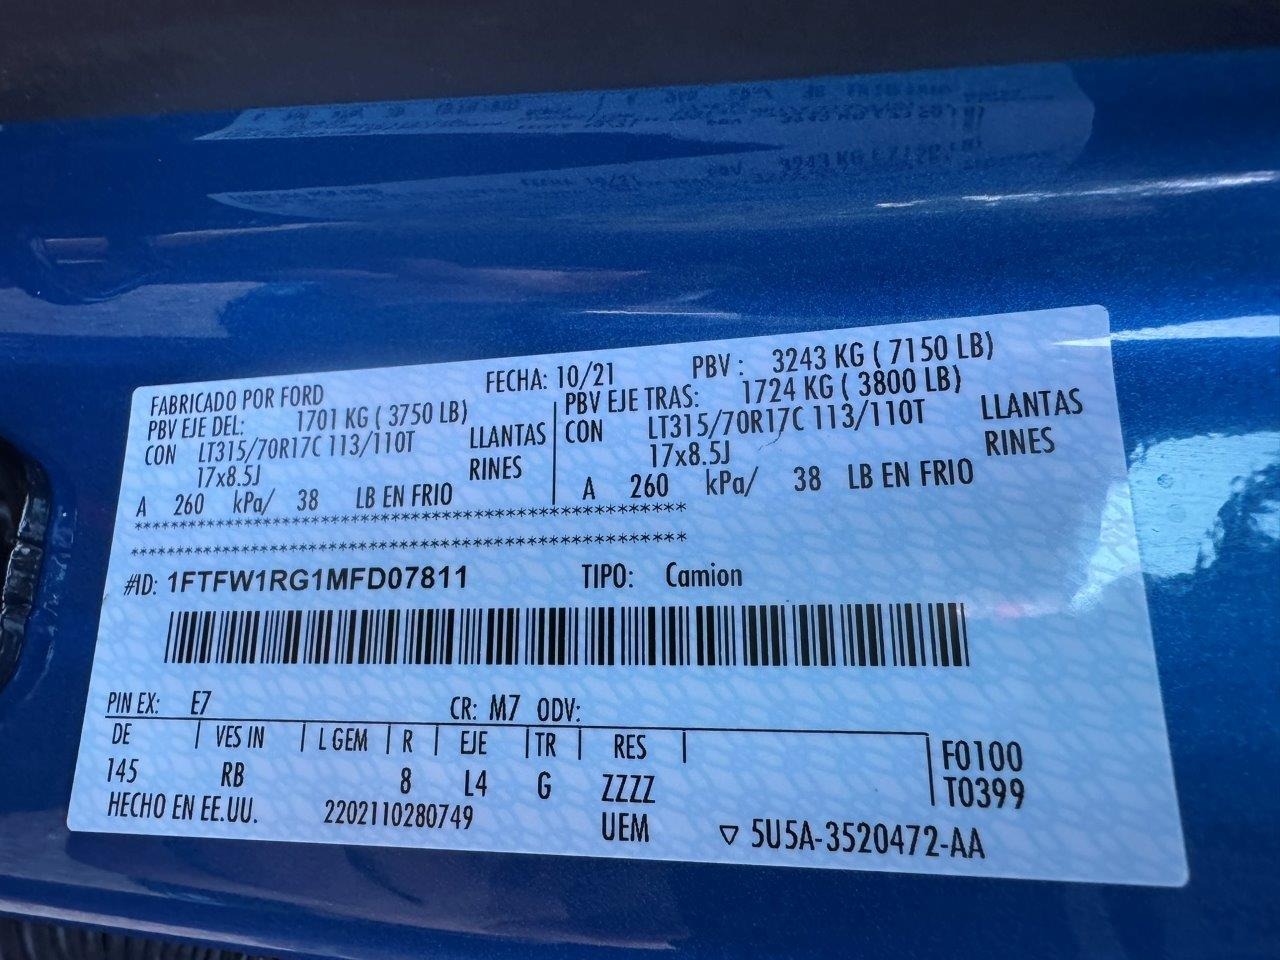 FABRICADO POR FORD FECHA: 10/21 PBV : 3243 KG ( 7150 LB)
PBV EJE DEL: 1701 KG ( 3750 LB) PBV EJE TRAS: 1724 KG ( 3800 LB)
CON LT315/70R17C 113/110T LLANTAS CON LT315/70R17C 113/110T LLANTAS
17x8.5J RINES 17x8.5J RINES
A 260 kPa/ 38 LB EN FRIO A 260 kPa/ 38 LB EN FRIO
************************************************************
************************************************************
#ID: 1FTFW1RG1MFD07811 TIPO: Camion
PIN EX: E7 CR: M7 ODV:
DE | VES IN | L GEM | R | EJE | TR | RES | F0100
145 RB 8 L4 G ZZZZ T0399
HECHO EN EE.UU. 2202110280749 UEM ▽ 5U5A-3520472-AA